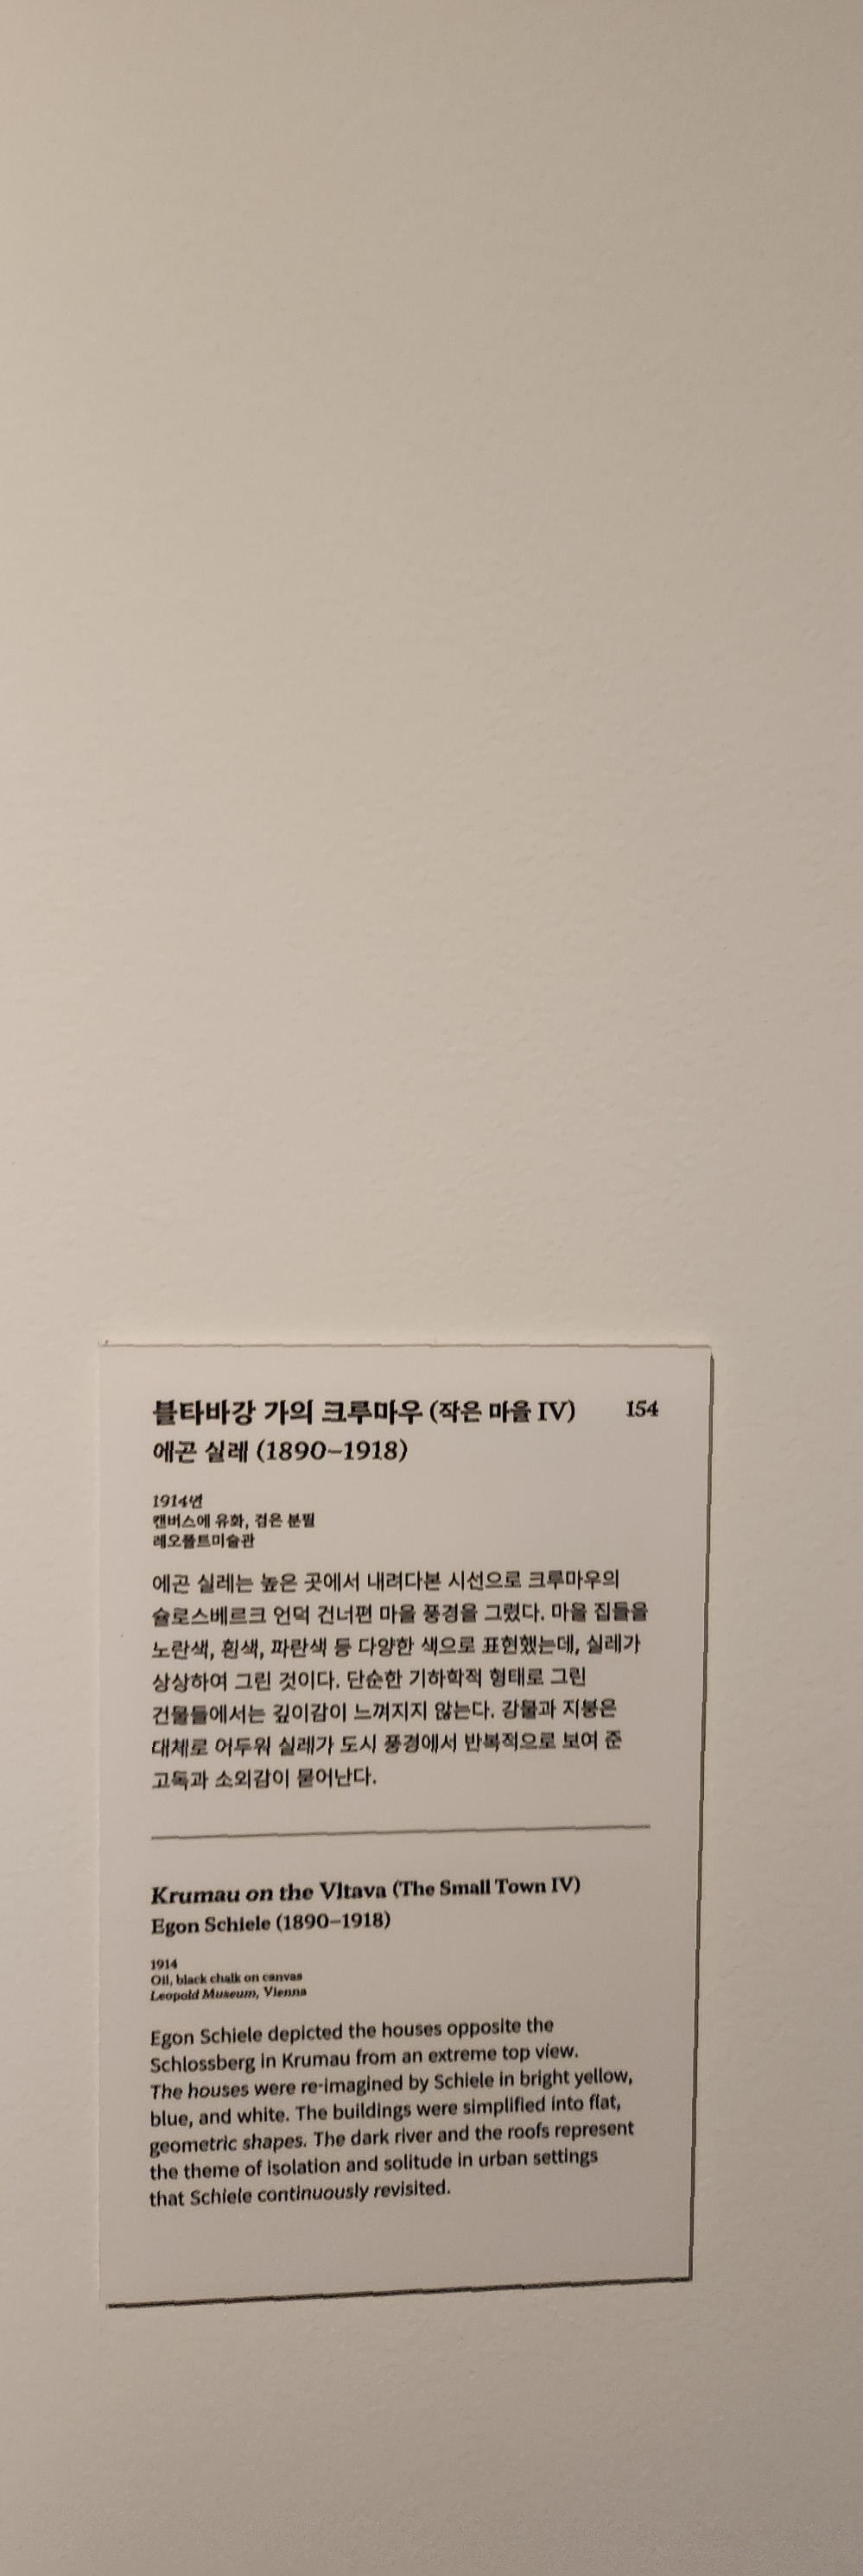 블타바강 가의 크루마우 (작은 마을 IV) 154
에곤 실레 (1890–1918)
1914년
캔버스에 유화, 검은 분필
레오폴트미술관
에곤 실레는 높은 곳에서 내려다본 시선으로 크루마우의
슐로스베르크 언덕 건너편 마을 풍경을 그렸다. 마을 집들을
노란색, 흰색, 파란색 등 다양한 색으로 표현했는데, 실레가
상상하여 그린 것이다. 단순한 기하학적 형태로 그린
건물들에서는 깊이감이 느껴지지 않는다. 강물과 지붕은
대체로 어두워 실레가 도시 풍경에서 반복적으로 보여 준
고독과 소외감이 묻어난다.
Krumau on the Vltava (The Small Town IV)
Egon Schiele (1890–1918)
1914
Oil, black chalk on canvas
Leopold Museum, Vienna
Egon Schiele depicted the houses opposite the
Schlossberg in Krumau from an extreme top view.
The houses were re-imagined by Schiele in bright yellow,
blue, and white. The buildings were simplified into flat,
geometric shapes. The dark river and the roofs represent
the theme of isolation and solitude in urban settings
that Schiele continuously revisited.